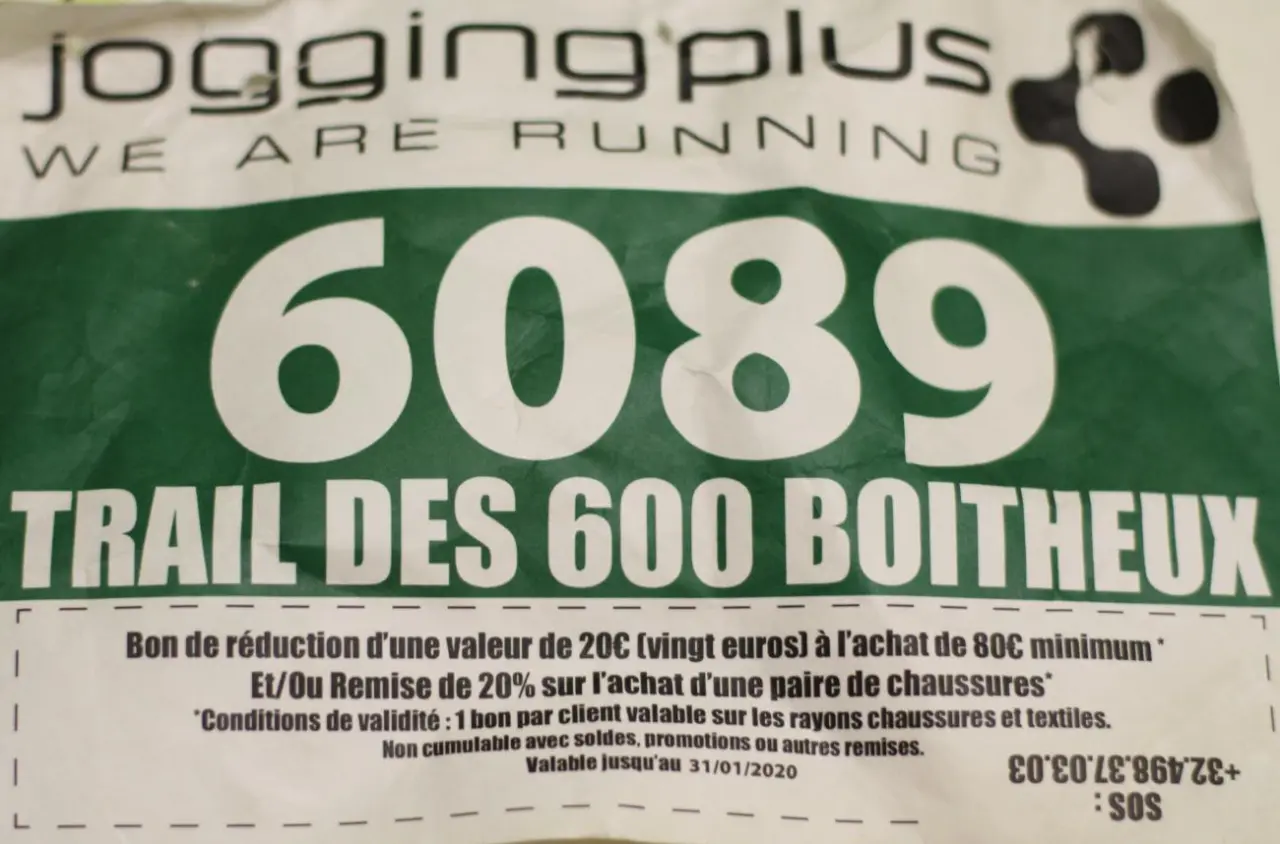 joggingplus
WE ARE RUNNING
6089
TRAIL DES 600 BOITHEUX
Bon de réduction d'une valeur de 20€ (vingt euros) à l'achat de 80€ minimum*
Et/Ou Remise de 20% sur l'achat d'une paire de chaussures*
*Conditions de validité : 1 bon par client valable sur les rayons chaussures et textiles.
Non cumulable avec soldes, promotions ou autres remises.
Valable jusqu'au 31/01/2020
SOS :
+32.498.37.03.03